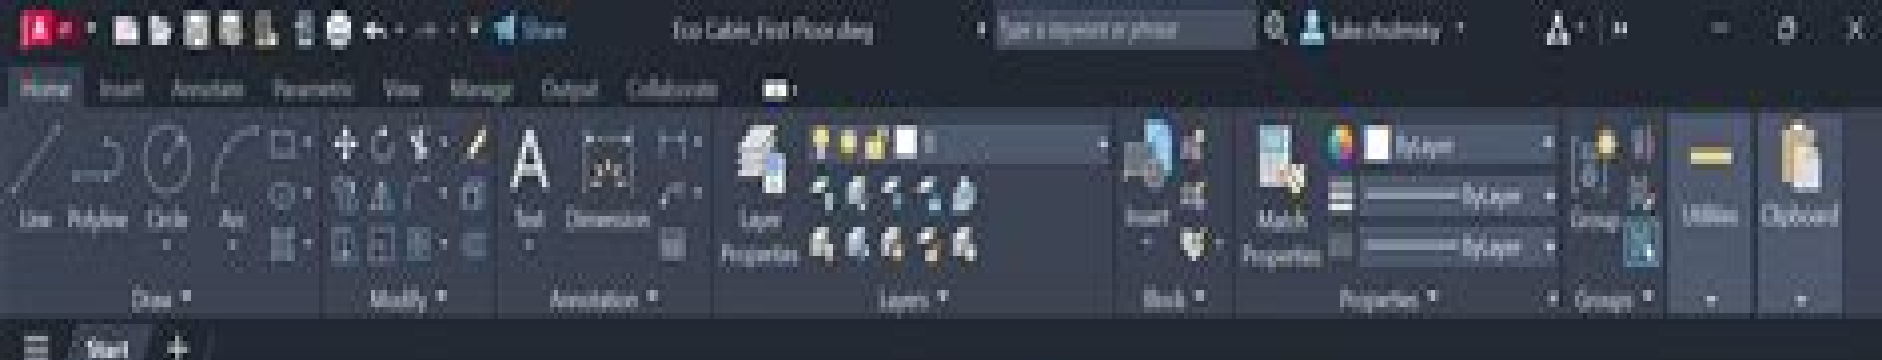 A Share Eco Cabin_First Floor.dwg Type a keyword or phrase
Home Insert Annotate Parametric View Manage Output Collaborate
A ByLayer
ByLayer
Line Polyline Circle Arc Text Dimension Layer Properties Insert Match Properties ByLayer Group Utilities Clipboard
Draw Modify Annotation Layers Block Properties Groups
Start +